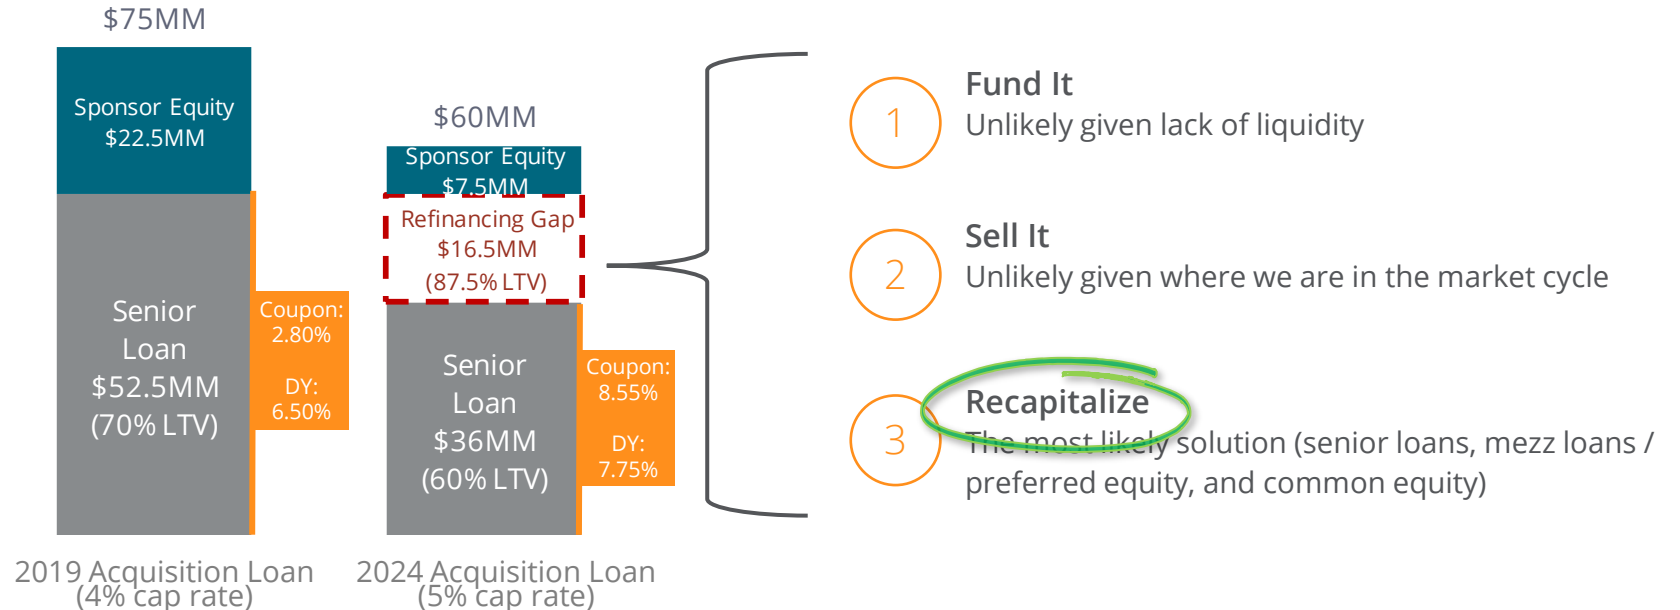 $75MM
Sponsor Equity
$22.5MM
Senior
Loan
$52.5MM
(70% LTV)
Coupon:
2.80%
DY:
6.50%
2019 Acquisition Loan
(4% cap rate)
$60MM
Sponsor Equity
$7.5MM
Refinancing Gap
$16.5MM
(87.5% LTV)
Senior
Loan
$36MM
(60% LTV)
Coupon:
8.55%
DY:
7.75%
2024 Acquisition Loan
(5% cap rate)
1
Fund It
Unlikely given lack of liquidity
2
Sell It
Unlikely given where we are in the market cycle
3
Recapitalize
The most likely solution (senior loans, mezz loans /
preferred equity, and common equity)